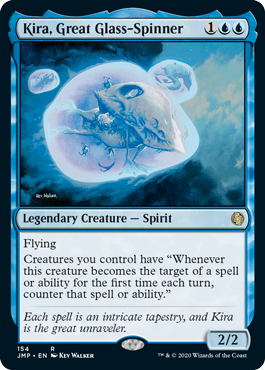 Kira, Great Glass-Spinner 1
Legendary Creature — Spirit
Flying
Creatures you control have “Whenever
this creature becomes the target of a spell
or ability for the first time each turn,
counter that spell or ability.”
Each spell is an intricate tapestry, and Kira
is the great unraveler.
2/2
154 R
JMP • EN Kev Walker
™ & © 2020 Wizards of the Coast